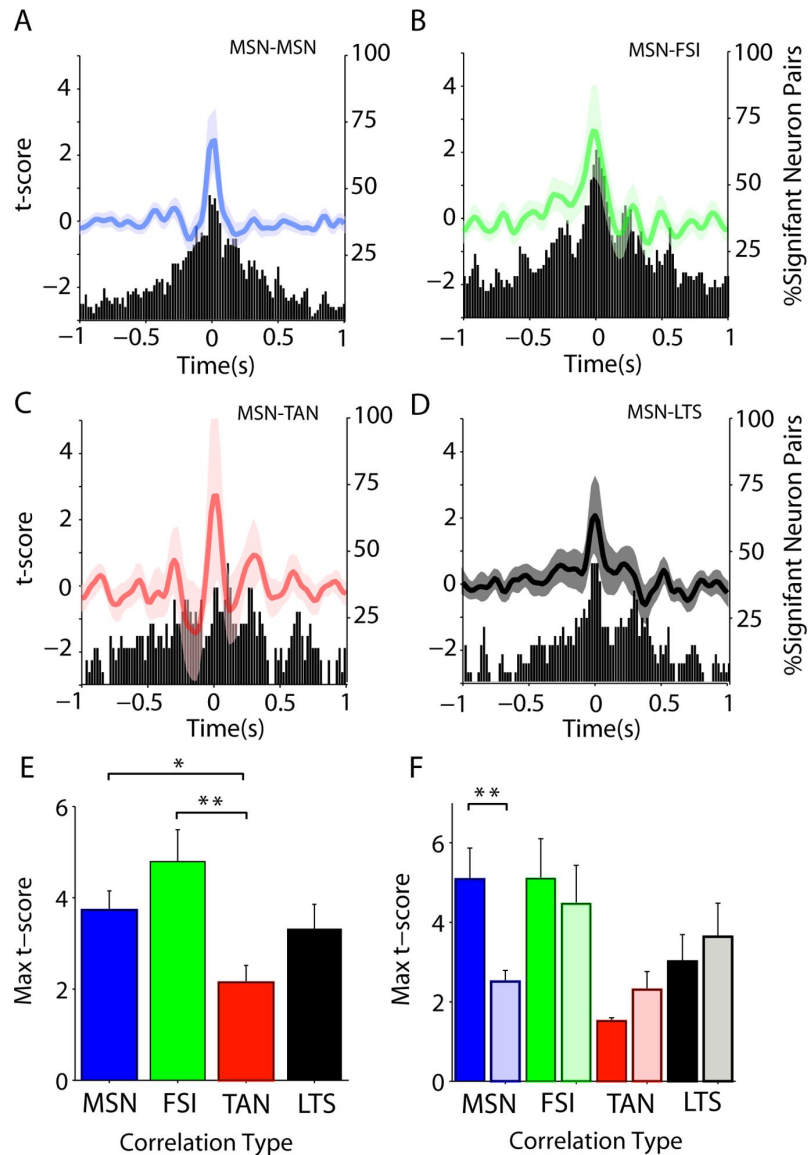 A
MSN-MSN
t-score
4
2
0
−2
100
75
50
25
−1 −0.5 0 0.5 1
Time(s)
B
MSN-FSI
4
2
0
−2
100
75
50
25
%Signifant Neuron Pairs
−1 −0.5 0 0.5 1
Time(s)
C
MSN-TAN
t-score
4
2
0
−2
100
75
50
25
−1 −0.5 0 0.5 1
Time(s)
D
MSN-LTS
4
2
0
−2
100
75
50
25
%Signifant Neuron Pairs
−1 −0.5 0 0.5 1
Time(s)
E
*
**
Max t−score
6
4
2
0
MSN FSI TAN LTS
Correlation Type
F
**
Max t−score
6
4
2
0
MSN FSI TAN LTS
Correlation Type